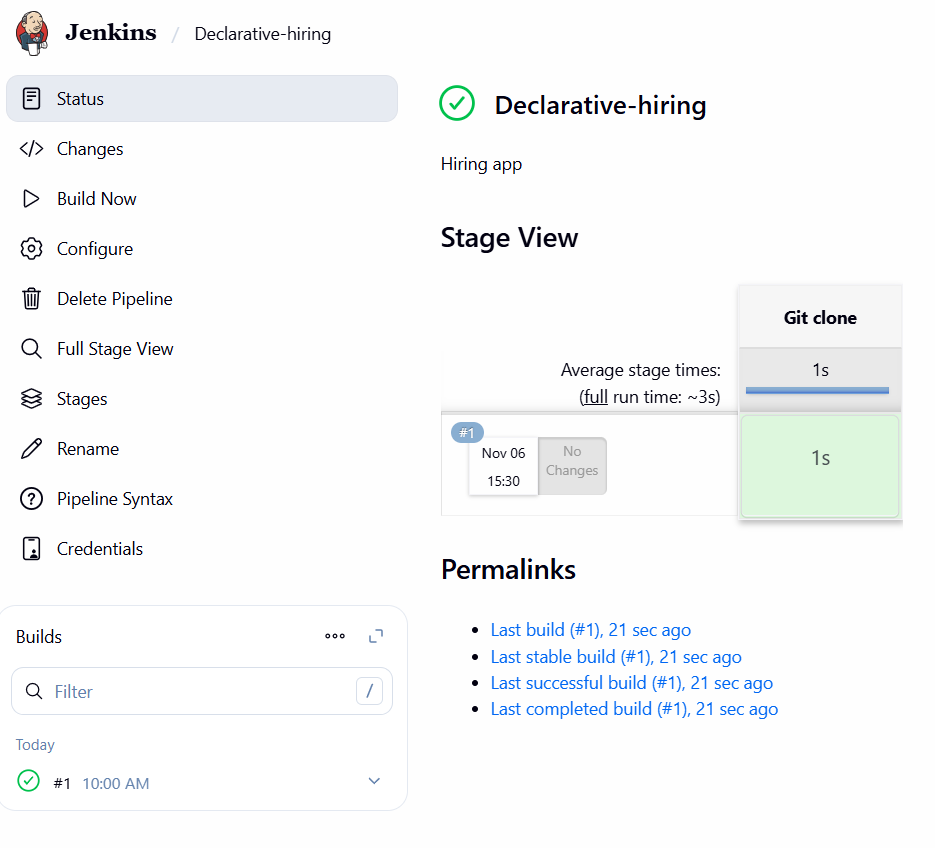 Jenkins / Declarative-hiring
Status
Changes
Build Now
Configure
Delete Pipeline
Full Stage View
Stages
Rename
Pipeline Syntax
Credentials
Builds
Filter /
Today
#1 10:00 AM
Declarative-hiring
Hiring app
Stage View
Git clone
Average stage times: 1s
(full run time: ~3s)
#1
Nov 06 No
15:30 Changes
1s
Permalinks
Last build (#1), 21 sec ago
Last stable build (#1), 21 sec ago
Last successful build (#1), 21 sec ago
Last completed build (#1), 21 sec ago